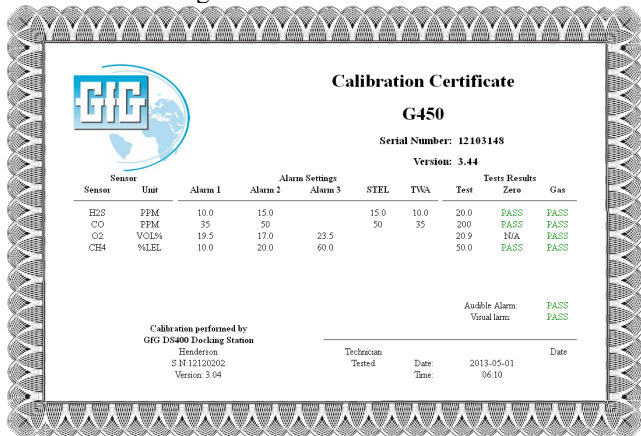 GfG
Calibration Certificate
G450
Serial Number: 12103148
Version: 3.44
Sensor Alarm Settings Tests Results
Sensor Unit Alarm 1 Alarm 2 Alarm 3 STEL TWA Test Zero Gas
H2S PPM 10.0 15.0 15.0 10.0 20.0 PASS PASS
CO PPM 35 50 50 35 200 PASS PASS
O2 VOL% 19.5 17.0 23.5 20.9 N/A PASS
CH4 %LEL 10.0 20.0 60.0 50.0 PASS PASS
Audible Alarm: PASS
Visual larm: PASS
Calibration performed by
GfG DS400 Docking Station
Henderson Technician Date
S N:12120202 Tested Date: 2013-05-01
Version: 3.04 Time: 06:10